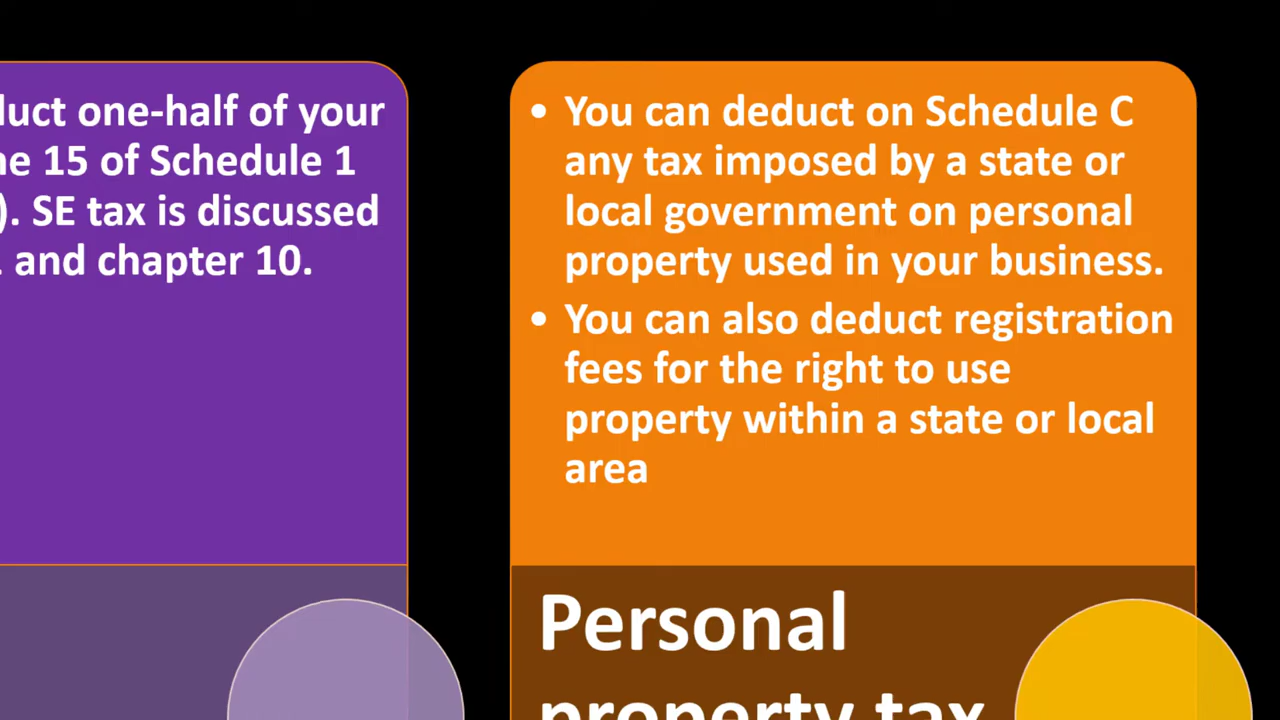 one-half of your
15 of Schedule 1
SE tax is discussed
and chapter 10.
• You can deduct on Schedule C
any tax imposed by a state or
local government on personal
property used in your business.
• You can also deduct registration
fees for the right to use
property within a state or local
area
Personal
property tax